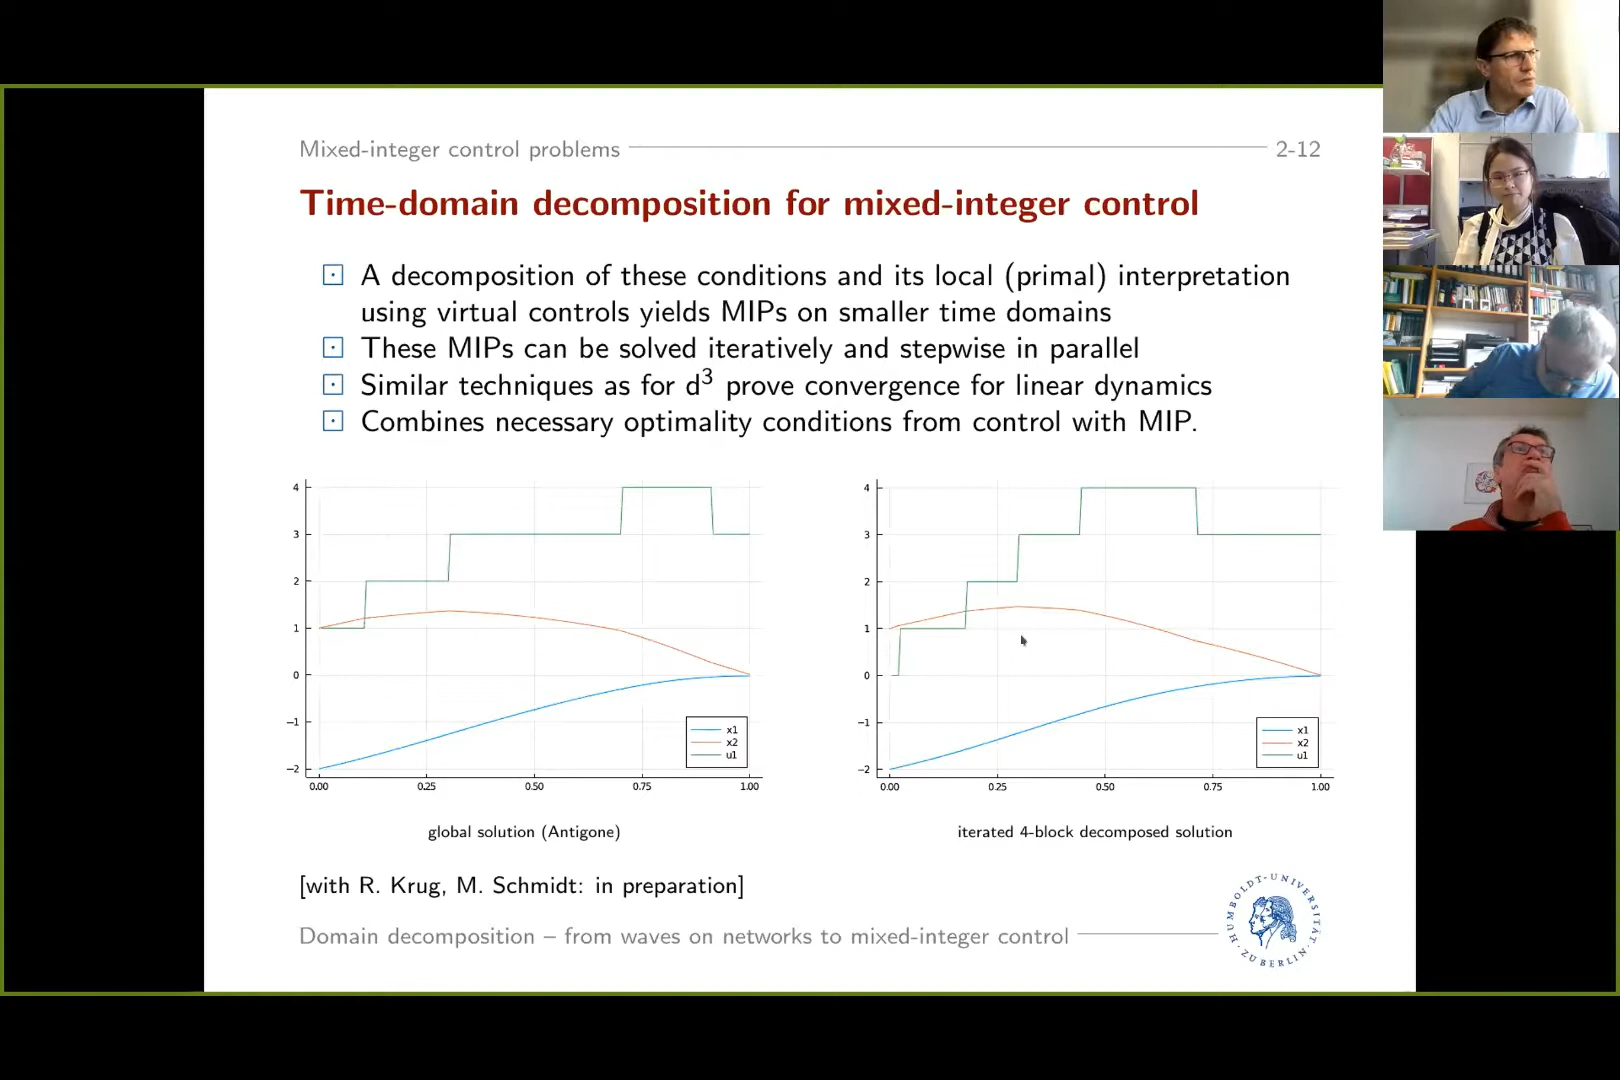 Mixed-integer control problems 2-12
Time-domain decomposition for mixed-integer control
A decomposition of these conditions and its local (primal) interpretation
using virtual controls yields MIPs on smaller time domains
These MIPs can be solved iteratively and stepwise in parallel
Similar techniques as for d³ prove convergence for linear dynamics
Combines necessary optimality conditions from control with MIP.
4
3
2
1
0
−1
−2
0.00 0.25 0.50 0.75 1.00
x1
x2
u1
global solution (Antigone)
4
3
2
1
0
−1
−2
0.00 0.25 0.50 0.75 1.00
x1
x2
u1
iterated 4-block decomposed solution
[with R. Krug, M. Schmidt: in preparation]
Domain decomposition – from waves on networks to mixed-integer control
HUMBOLDT-UNIVERSITÄT
ZU BERLIN